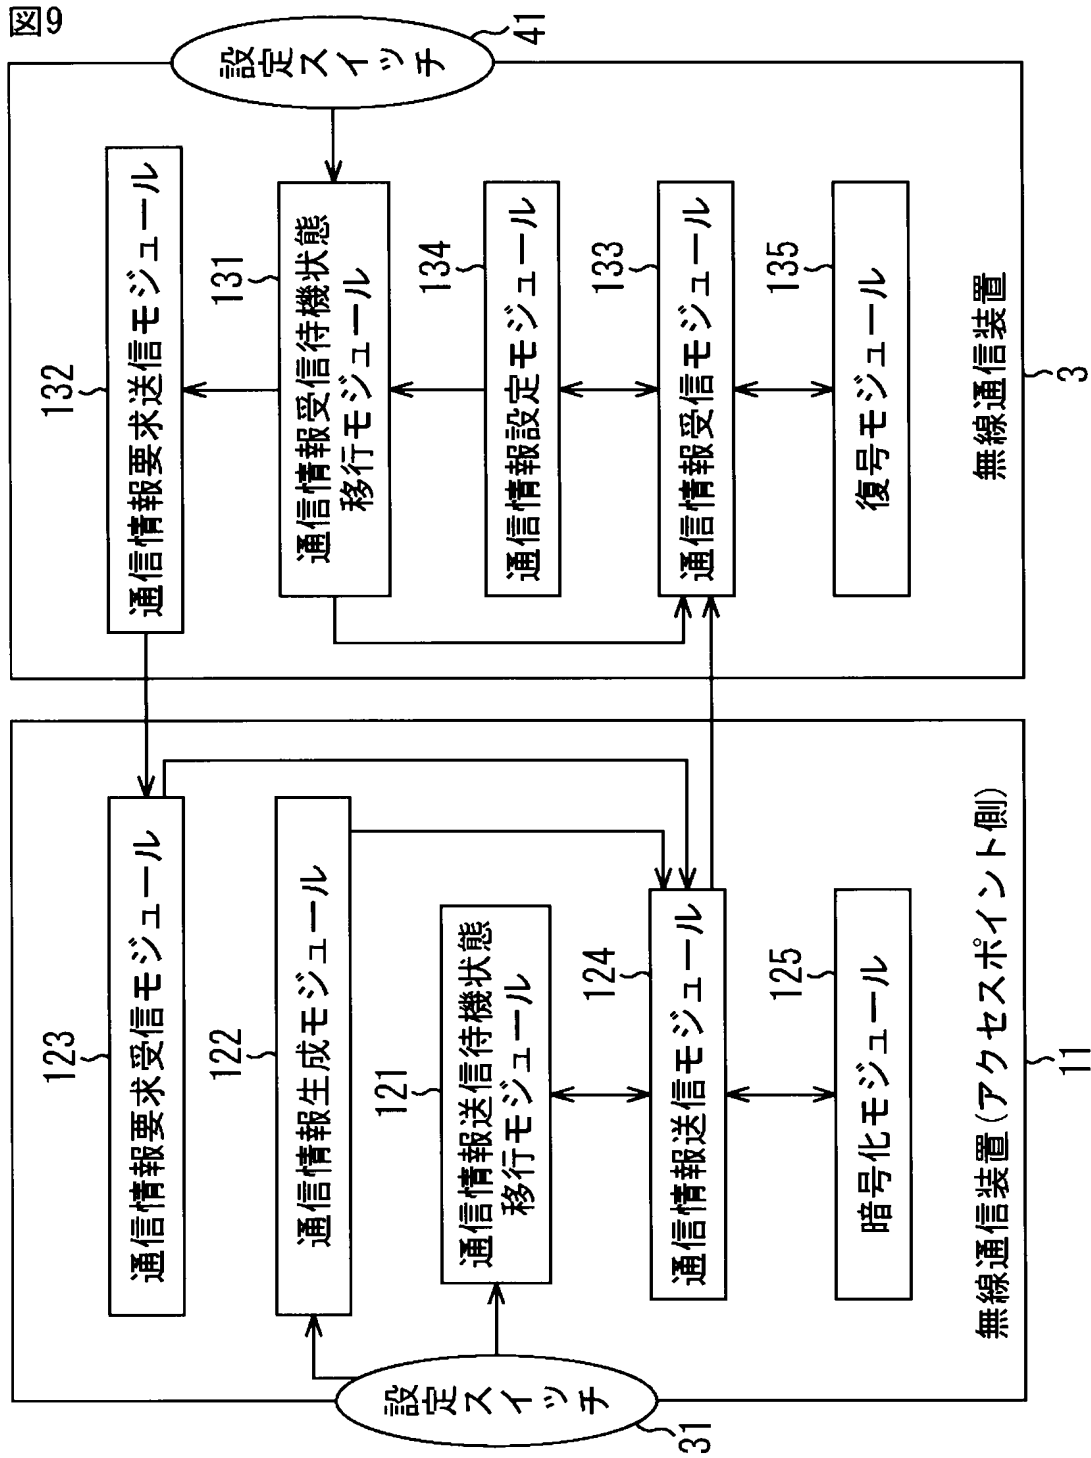 図9
設定スイッチ
41
通信情報要求送信モジュール
132
通信情報受信待機状態
移行モジュール
131
通信情報設定モジュール
134
通信情報受信モジュール
133
復号モジュール
135
無線通信装置
3
通信情報要求受信モジュール
123
通信情報生成モジュール
122
通信情報送信待機状態
移行モジュール
121
通信情報送信モジュール
124
暗号化モジュール
125
無線通信装置(アクセスポイント側)
11
設定スイッチ
31